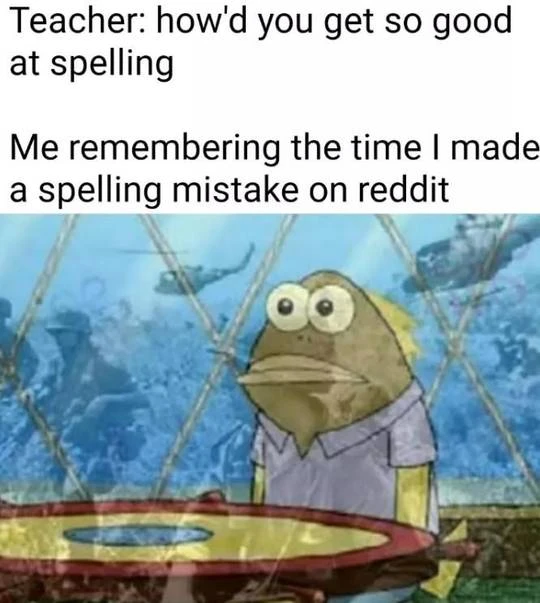 Teacher: how'd you get so good
at spelling
Me remembering the time I made
a spelling mistake on reddit